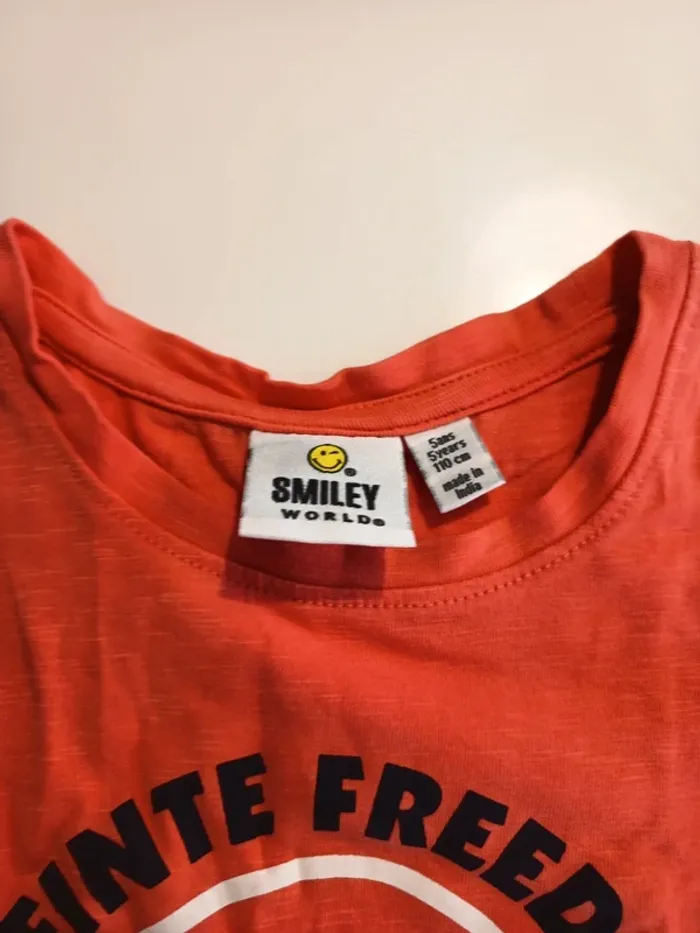 SMILEY
WORLD®
5ans
5years
110 cm
made in
India
FINTE FREED